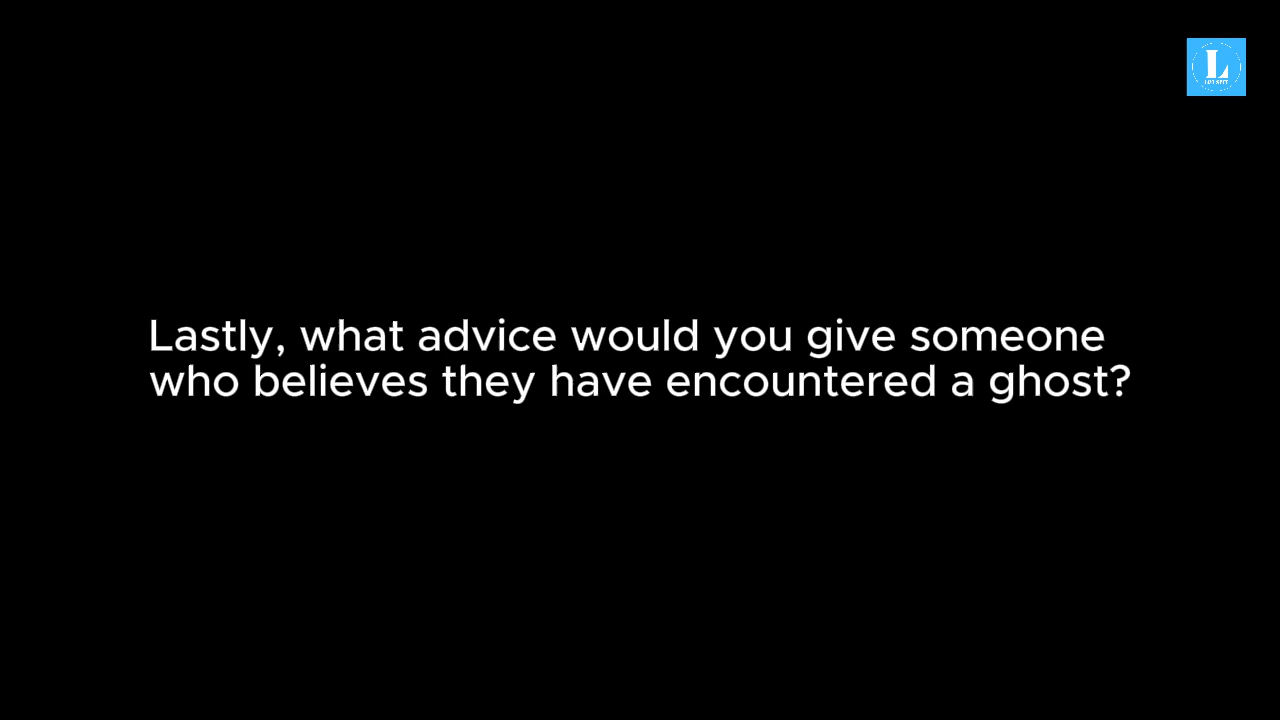 L
Lastly, what advice would you give someone
who believes they have encountered a ghost?